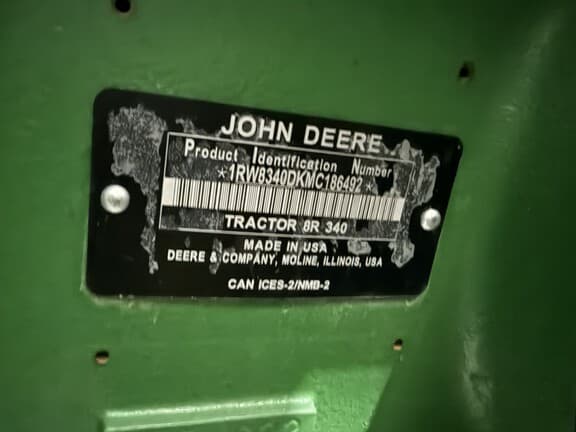 JOHN DEERE
Product Identification Number
*1RW8340DKMC186492*
TRACTOR 8R 340
MADE IN USA
DEERE & COMPANY, MOLINE, ILLINOIS, USA
CAN ICES-2/NMB-2